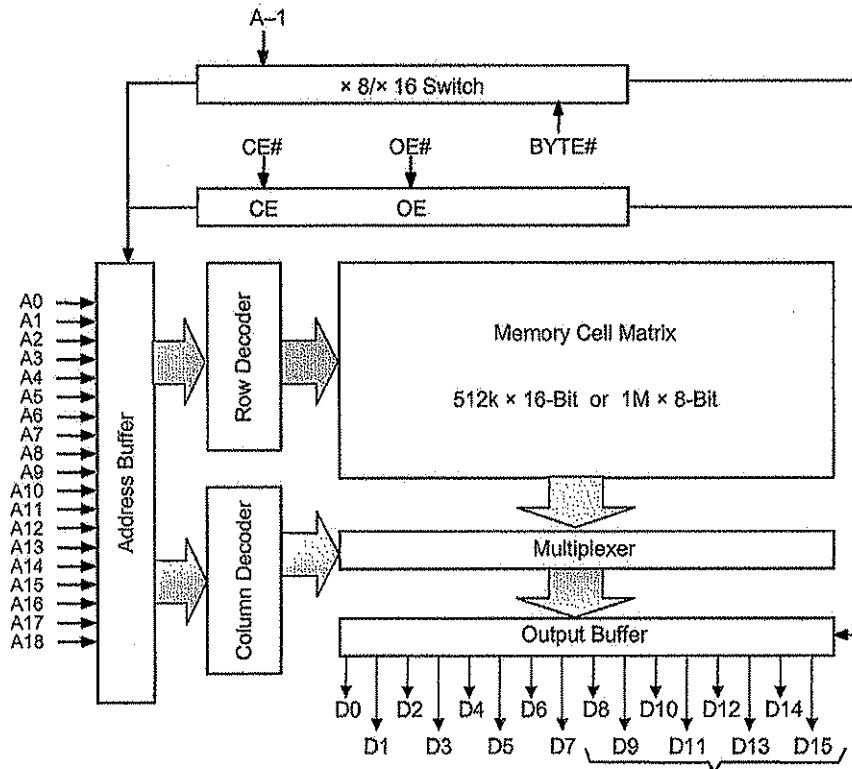 A–1
× 8/× 16 Switch
CE# OE# BYTE#
CE OE
A0
A1
A2
A3
A4
A5
A6
A7
A8
A9
A10
A11
A12
A13
A14
A15
A16
A17
A18
Address Buffer
Row Decoder
Column Decoder
Memory Cell Matrix
512k × 16-Bit or 1M × 8-Bit
Multiplexer
Output Buffer
D0 D2 D4 D6 D8 D10 D12 D14
D1 D3 D5 D7 D9 D11 D13 D15